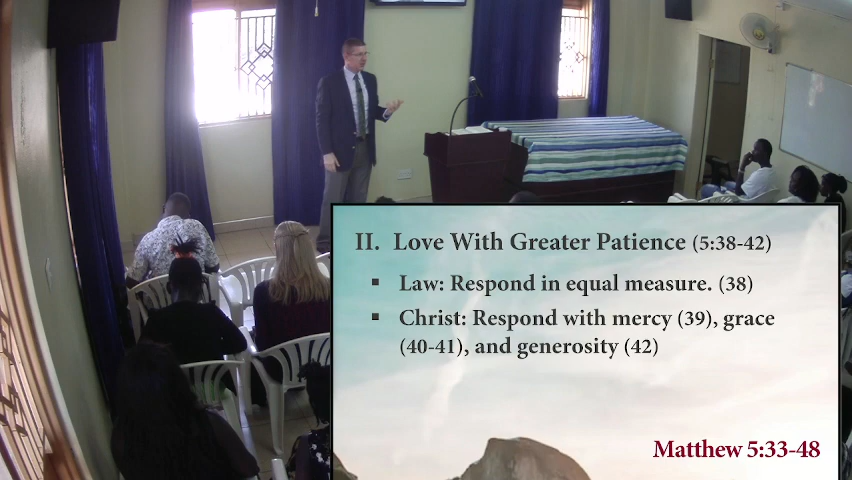 II. Love With Greater Patience (5:38-42)
▪ Law: Respond in equal measure. (38)
▪ Christ: Respond with mercy (39), grace
(40-41), and generosity (42)
Matthew 5:33-48